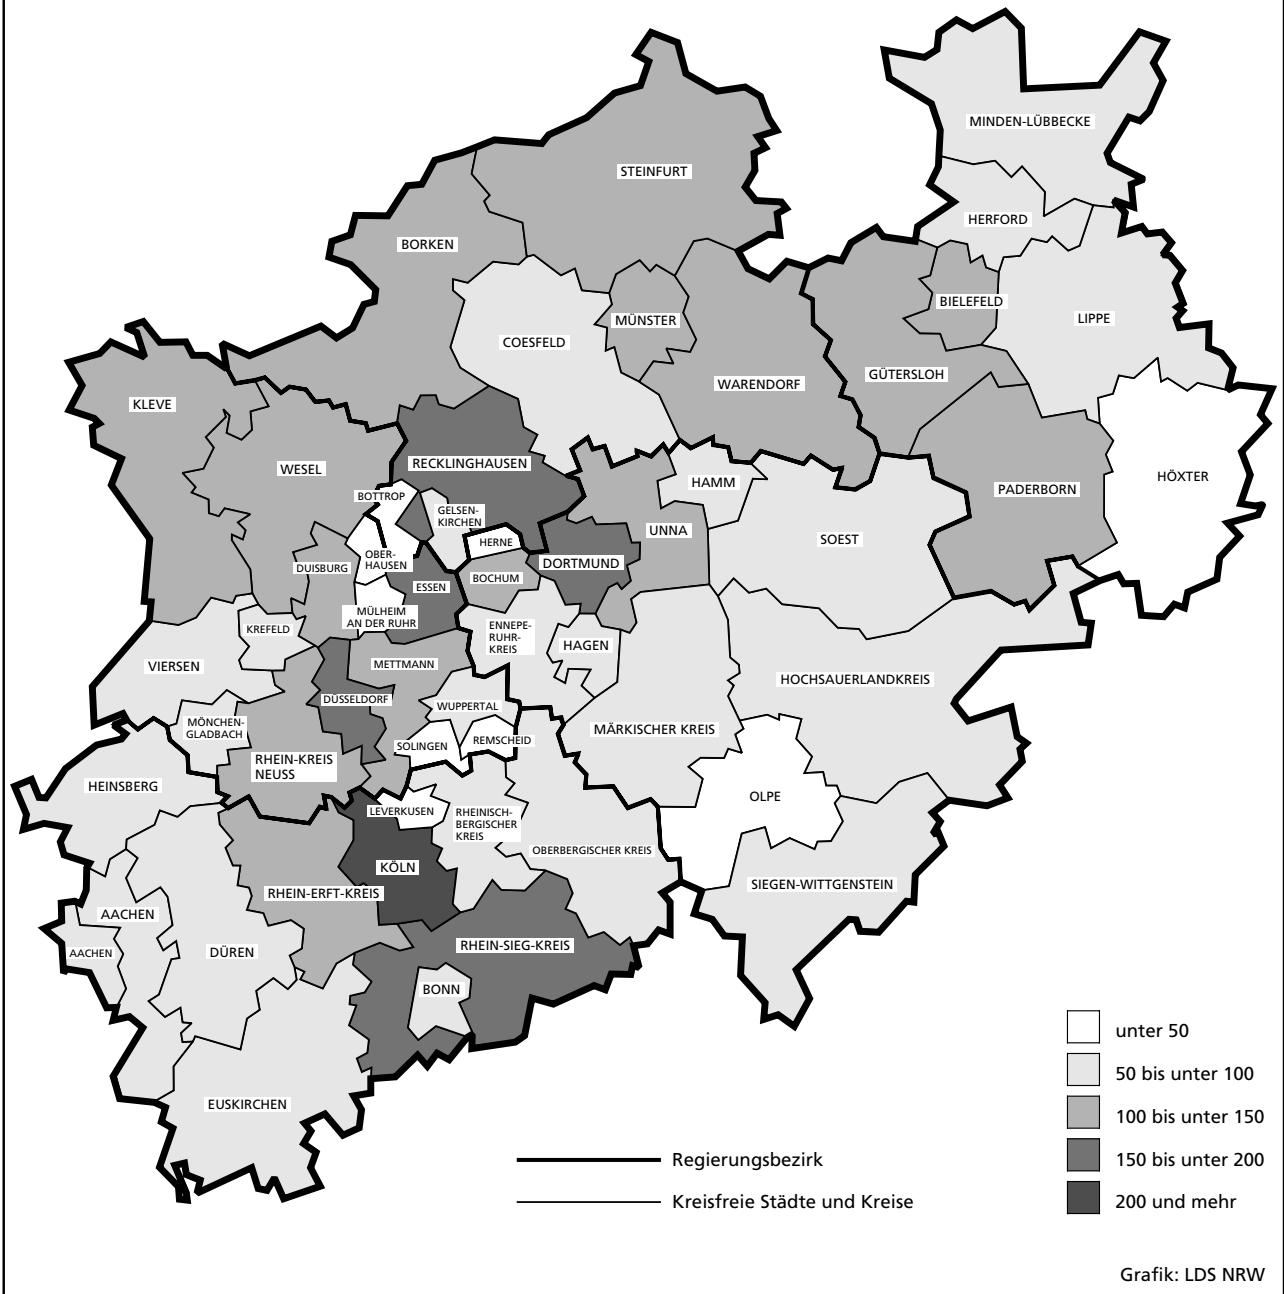 MINDEN-LÜBBECKE
STEINFURT
HERFORD
BORKEN
BIELEFELD
MÜNSTER
LIPPE
COESFELD
GÜTERSLOH
WARENDORF
KLEVE
RECKLINGHAUSEN
WESEL
HÖXTER
HAMM
PADERBORN
BOTTROP
GELSEN-
KIRCHEN
UNNA
SOEST
HERNE
OBER-
HAUSEN
DORTMUND
DUISBURG
BOCHUM
ESSEN
MÜLHEIM
AN DER RUHR
KREFELD
ENNEPE-
RUHR-
KREIS
HAGEN
VIERSEN
METTMANN
HOCHSAUERLANDKREIS
DÜSSELDORF
WUPPERTAL
MÖNCHEN-
GLADBACH
MÄRKISCHER KREIS
REMSCHEID
SOLINGEN
RHEIN-KREIS
NEUSS
HEINSBERG
OLPE
LEVERKUSEN
RHEINISCH-
BERGISCHER
KREIS
OBERBERGISCHER KREIS
KÖLN
SIEGEN-WITTGENSTEIN
RHEIN-ERFT-KREIS
AACHEN
RHEIN-SIEG-KREIS
AACHEN
DÜREN
BONN
EUSKIRCHEN
unter 50
50 bis unter 100
100 bis unter 150
150 bis unter 200
200 und mehr
Regierungsbezirk
Kreisfreie Städte und Kreise
Grafik: LDS NRW